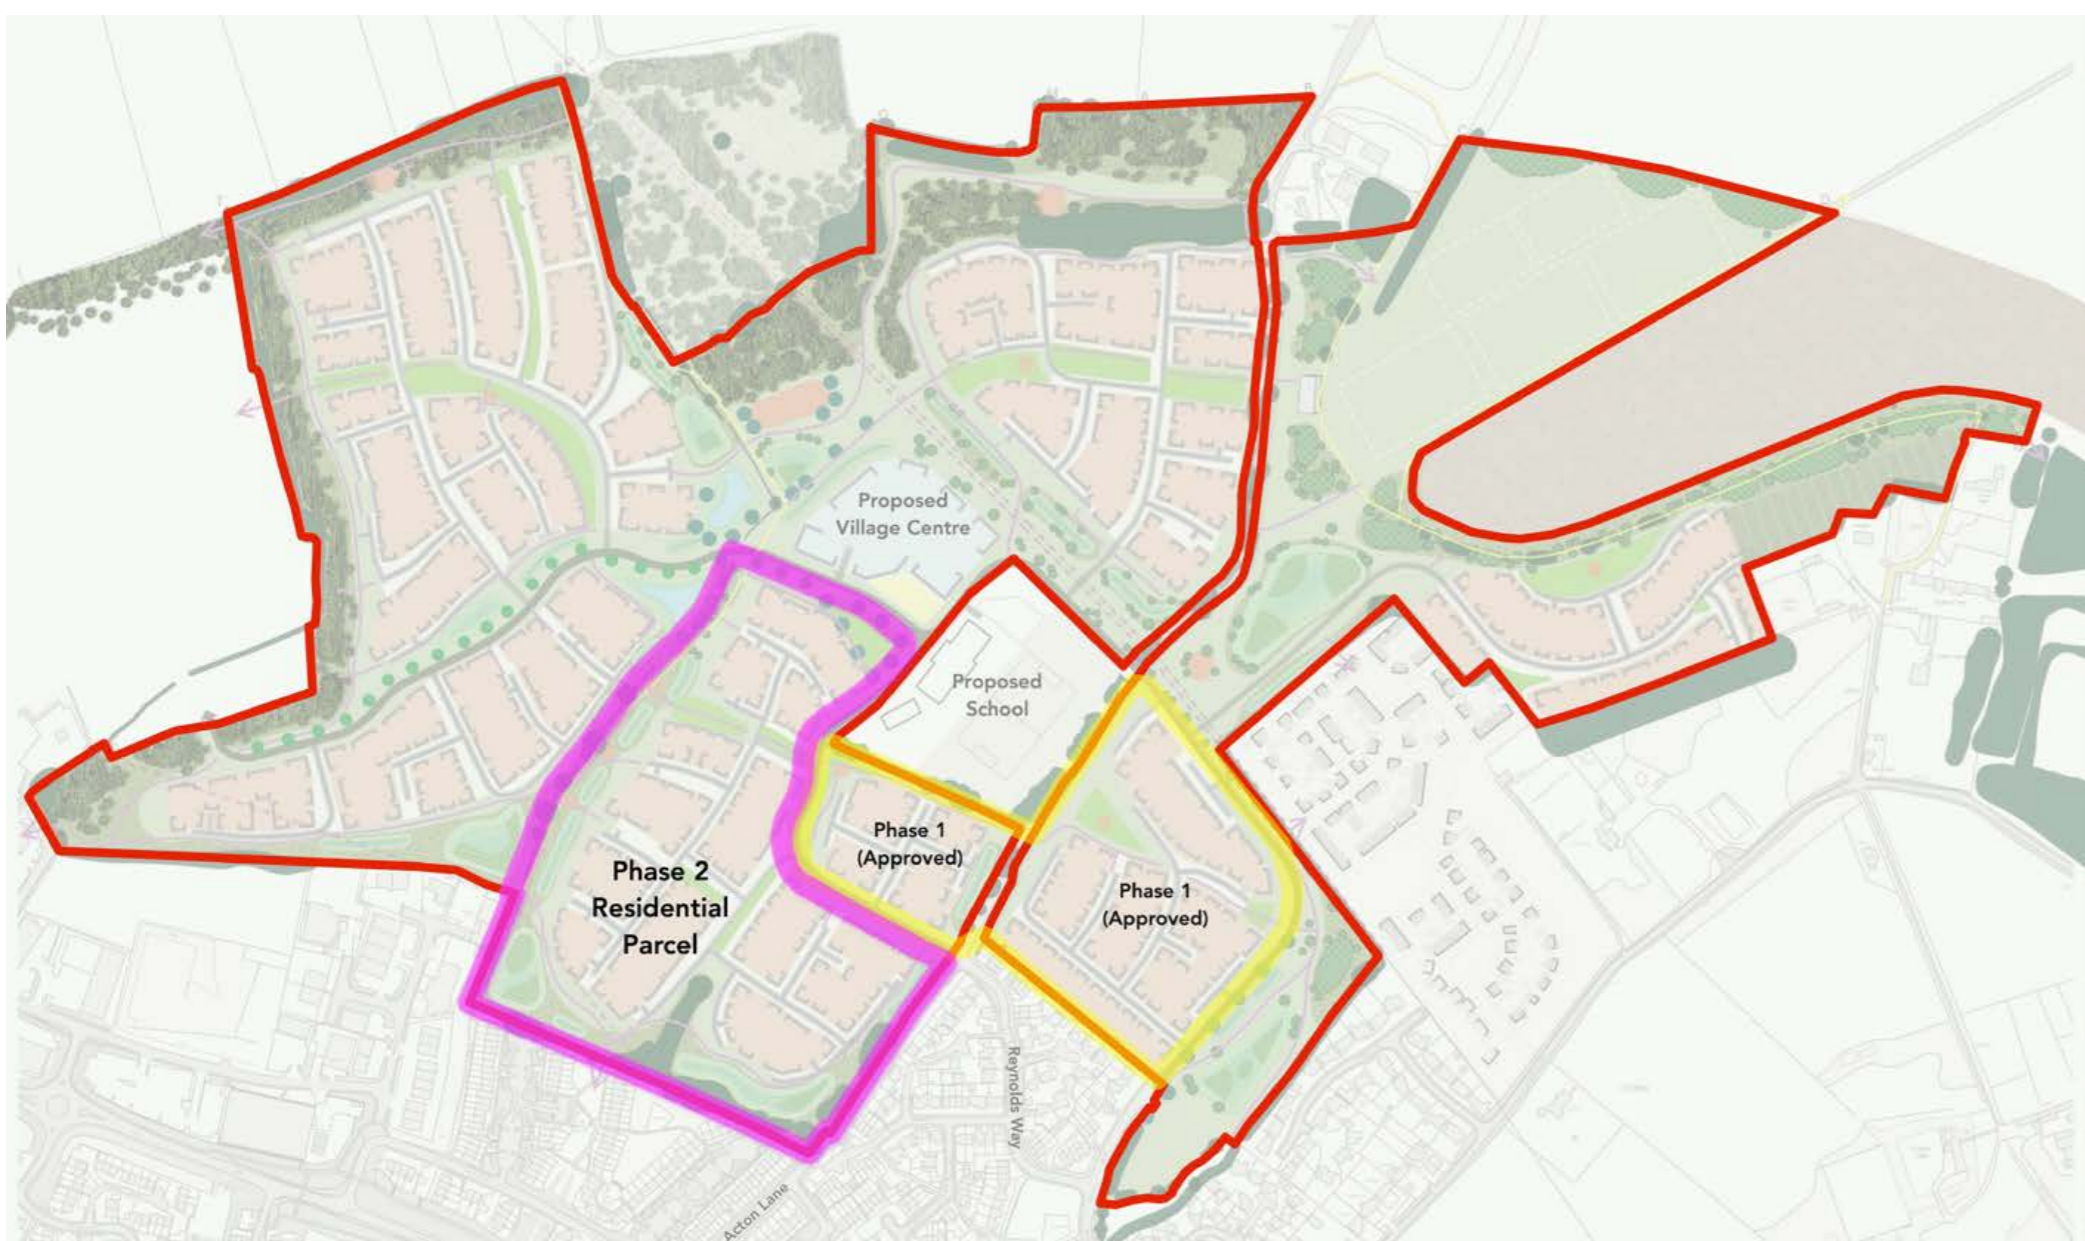 Proposed
Village Centre
Proposed
School
Phase 1
(Approved)
Phase 2
Residential
Parcel
Phase 1
(Approved)
Reynolds Way
Acton Lane